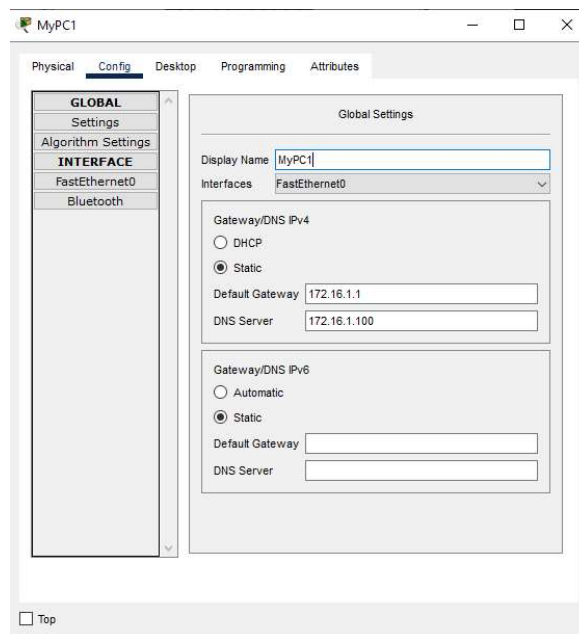 MyPC1
Physical Config Desktop Programming Attributes
GLOBAL
Settings
Algorithm Settings
INTERFACE
FastEthernet0
Bluetooth
Global Settings
Display Name MyPC1
Interfaces FastEthernet0
Gateway/DNS IPv4
DHCP
Static
Default Gateway 172.16.1.1
DNS Server 172.16.1.100
Gateway/DNS IPv6
Automatic
Static
Default Gateway
DNS Server
Top